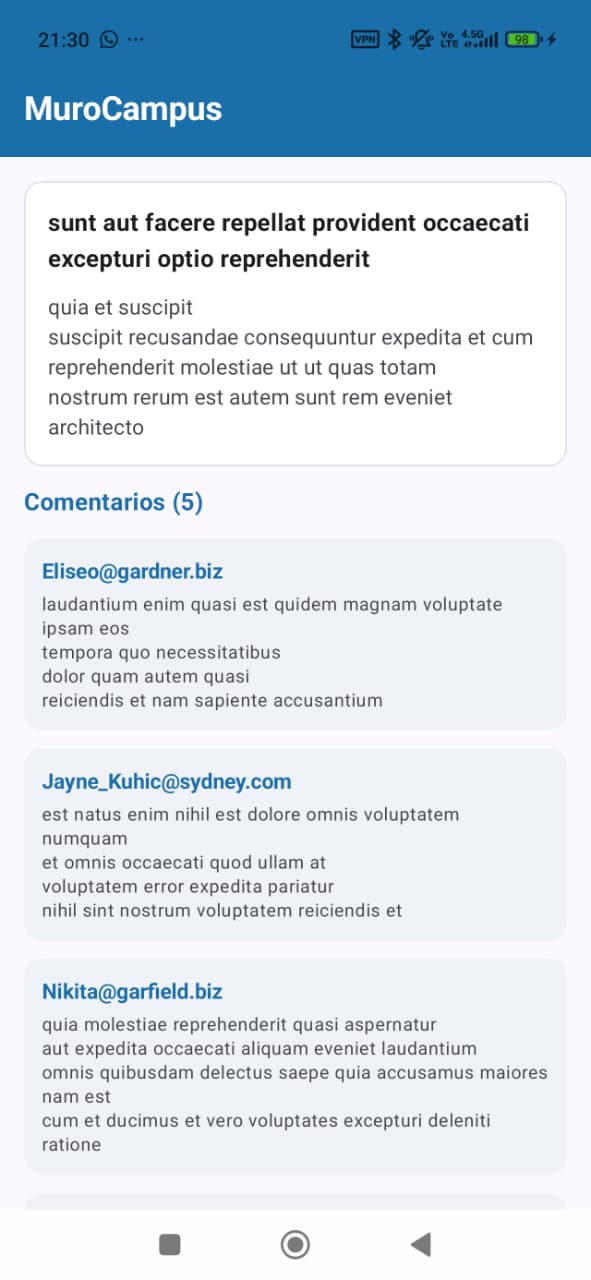 21:30 ...
VPN Vo LTE 4.5G 98
MuroCampus
sunt aut facere repellat provident occaecati
excepturi optio reprehenderit
quia et suscipit
suscipit recusandae consequuntur expedita et cum
reprehenderit molestiae ut ut quas totam
nostrum rerum est autem sunt rem eveniet
architecto
Comentarios (5)
Eliseo@gardner.biz
laudantium enim quasi est quidem magnam voluptate
ipsam eos
tempora quo necessitatibus
dolor quam autem quasi
reiciendis et nam sapiente accusantium
Jayne_Kuhic@sydney.com
est natus enim nihil est dolore omnis voluptatem
numquam
et omnis occaecati quod ullam at
voluptatem error expedita pariatur
nihil sint nostrum voluptatem reiciendis et
Nikita@garfield.biz
quia molestiae reprehenderit quasi aspernatur
aut expedita occaecati aliquam eveniet laudantium
omnis quibusdam delectus saepe quia accusamus maiores
nam est
cum et ducimus et vero voluptates excepturi deleniti
ratione